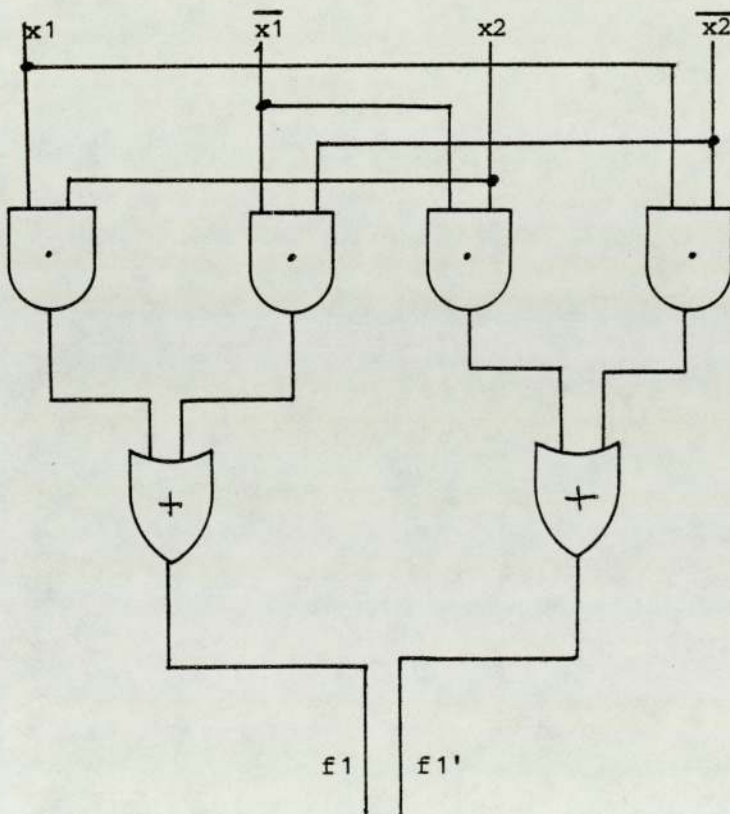 x1 x̅1̅ x2 x̅2̅
. . . .
+ +
f1 f1'